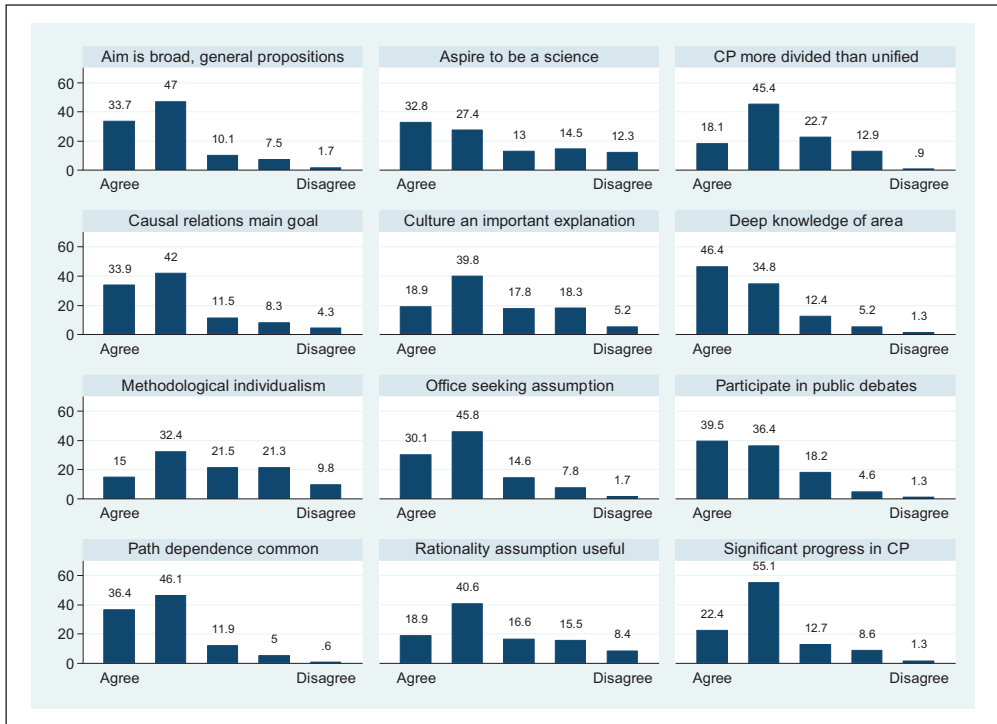 Aim is broad, general propositions
60
40
20
0
33.7
47
10.1
7.5
1.7
Agree
Disagree
Aspire to be a science
32.8
27.4
13
14.5
12.3
Agree
Disagree
CP more divided than unified
18.1
45.4
22.7
12.9
.9
Agree
Disagree
Causal relations main goal
60
40
20
0
33.9
42
11.5
8.3
4.3
Agree
Disagree
Culture an important explanation
18.9
39.8
17.8
18.3
5.2
Agree
Disagree
Deep knowledge of area
46.4
34.8
12.4
5.2
1.3
Agree
Disagree
Methodological individualism
60
40
20
0
15
32.4
21.5
21.3
9.8
Agree
Disagree
Office seeking assumption
30.1
45.8
14.6
7.8
1.7
Agree
Disagree
Participate in public debates
39.5
36.4
18.2
4.6
1.3
Agree
Disagree
Path dependence common
60
40
20
0
36.4
46.1
11.9
5
.6
Agree
Disagree
Rationality assumption useful
18.9
40.6
16.6
15.5
8.4
Agree
Disagree
Significant progress in CP
22.4
55.1
12.7
8.6
1.3
Agree
Disagree